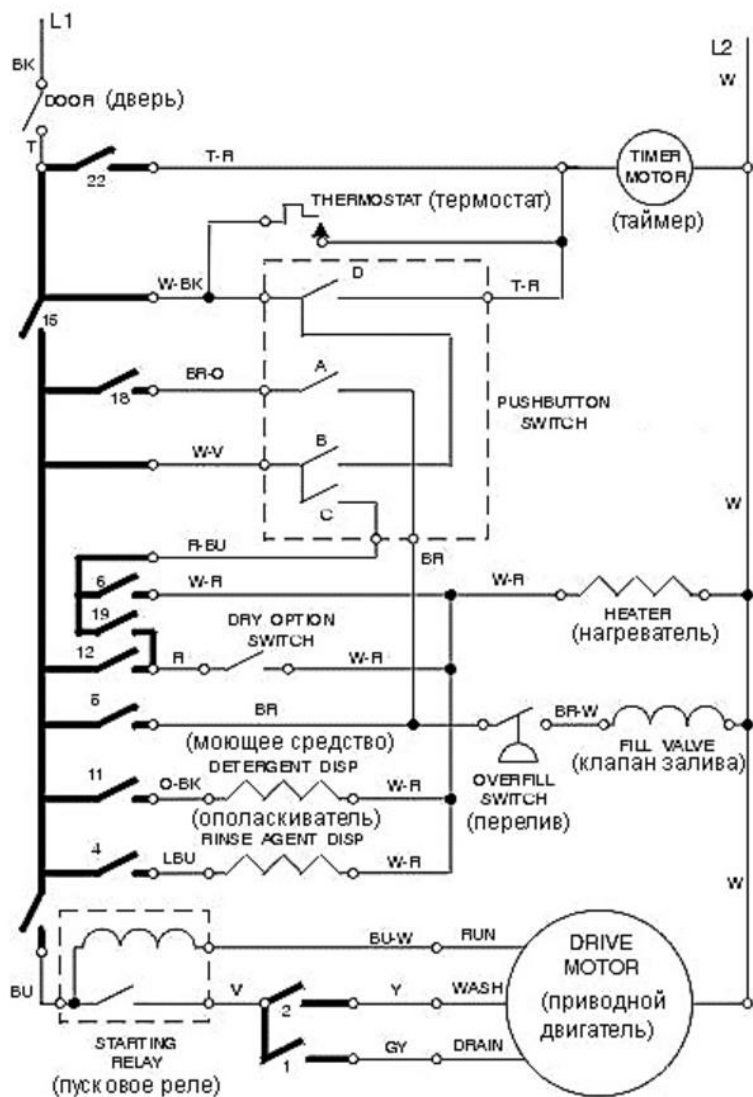 L1
L2
BK
W
DOOR (дверь)
T
22
T-R
TIMER
MOTOR
(таймер)
THERMOSTAT (термостат)
W-BK
D
T-R
15
18
BR-O
A
PUSHBUTTON
SWITCH
W-V
B
C
W
R-BU
BR
6
W-R
W-R
19
HEATER
(нагреватель)
DRY OPTION
SWITCH
12
R
W-R
5
BR
BR-W
(моющее средство)
FILL VALVE
(клапан залива)
11
DETERGENT DISP
O-BK
W-R
OVERFILL
SWITCH
(перелив)
(ополаскиватель)
RINSE AGENT DISP
4
LBU
W-R
W
BU-W
RUN
DRIVE
MOTOR
(приводной
двигатель)
BU
V
2
Y
WASH
1
GY
DRAIN
STARTING
RELAY
(пусковое реле)